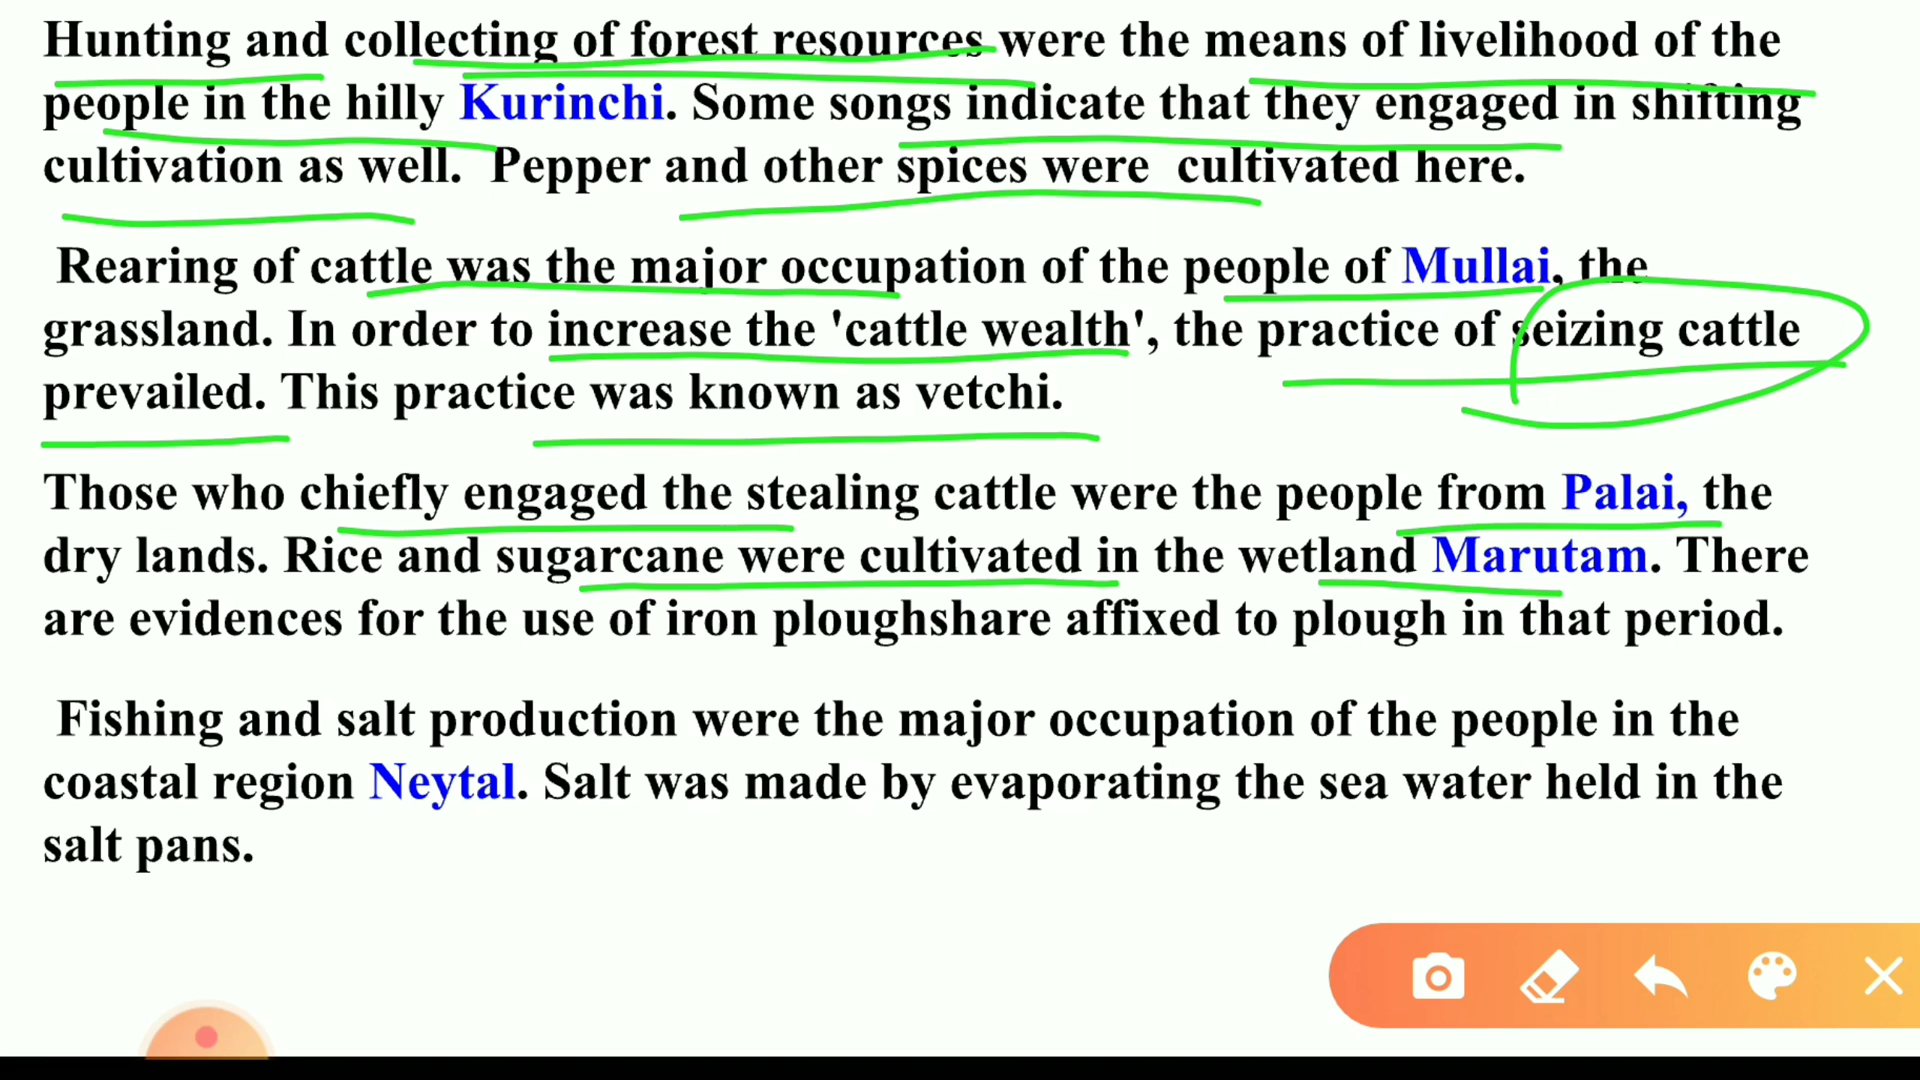 Hunting and collecting of forest resources were the means of livelihood of the
people in the hilly Kurinchi. Some songs indicate that they engaged in shifting
cultivation as well. Pepper and other spices were cultivated here.
Rearing of cattle was the major occupation of the people of Mullai, the
grassland. In order to increase the 'cattle wealth', the practice of seizing cattle
prevailed. This practice was known as vetchi.
Those who chiefly engaged the stealing cattle were the people from Palai, the
dry lands. Rice and sugarcane were cultivated in the wetland Marutam. There
are evidences for the use of iron ploughshare affixed to plough in that period.
Fishing and salt production were the major occupation of the people in the
coastal region Neytal. Salt was made by evaporating the sea water held in the
salt pans.